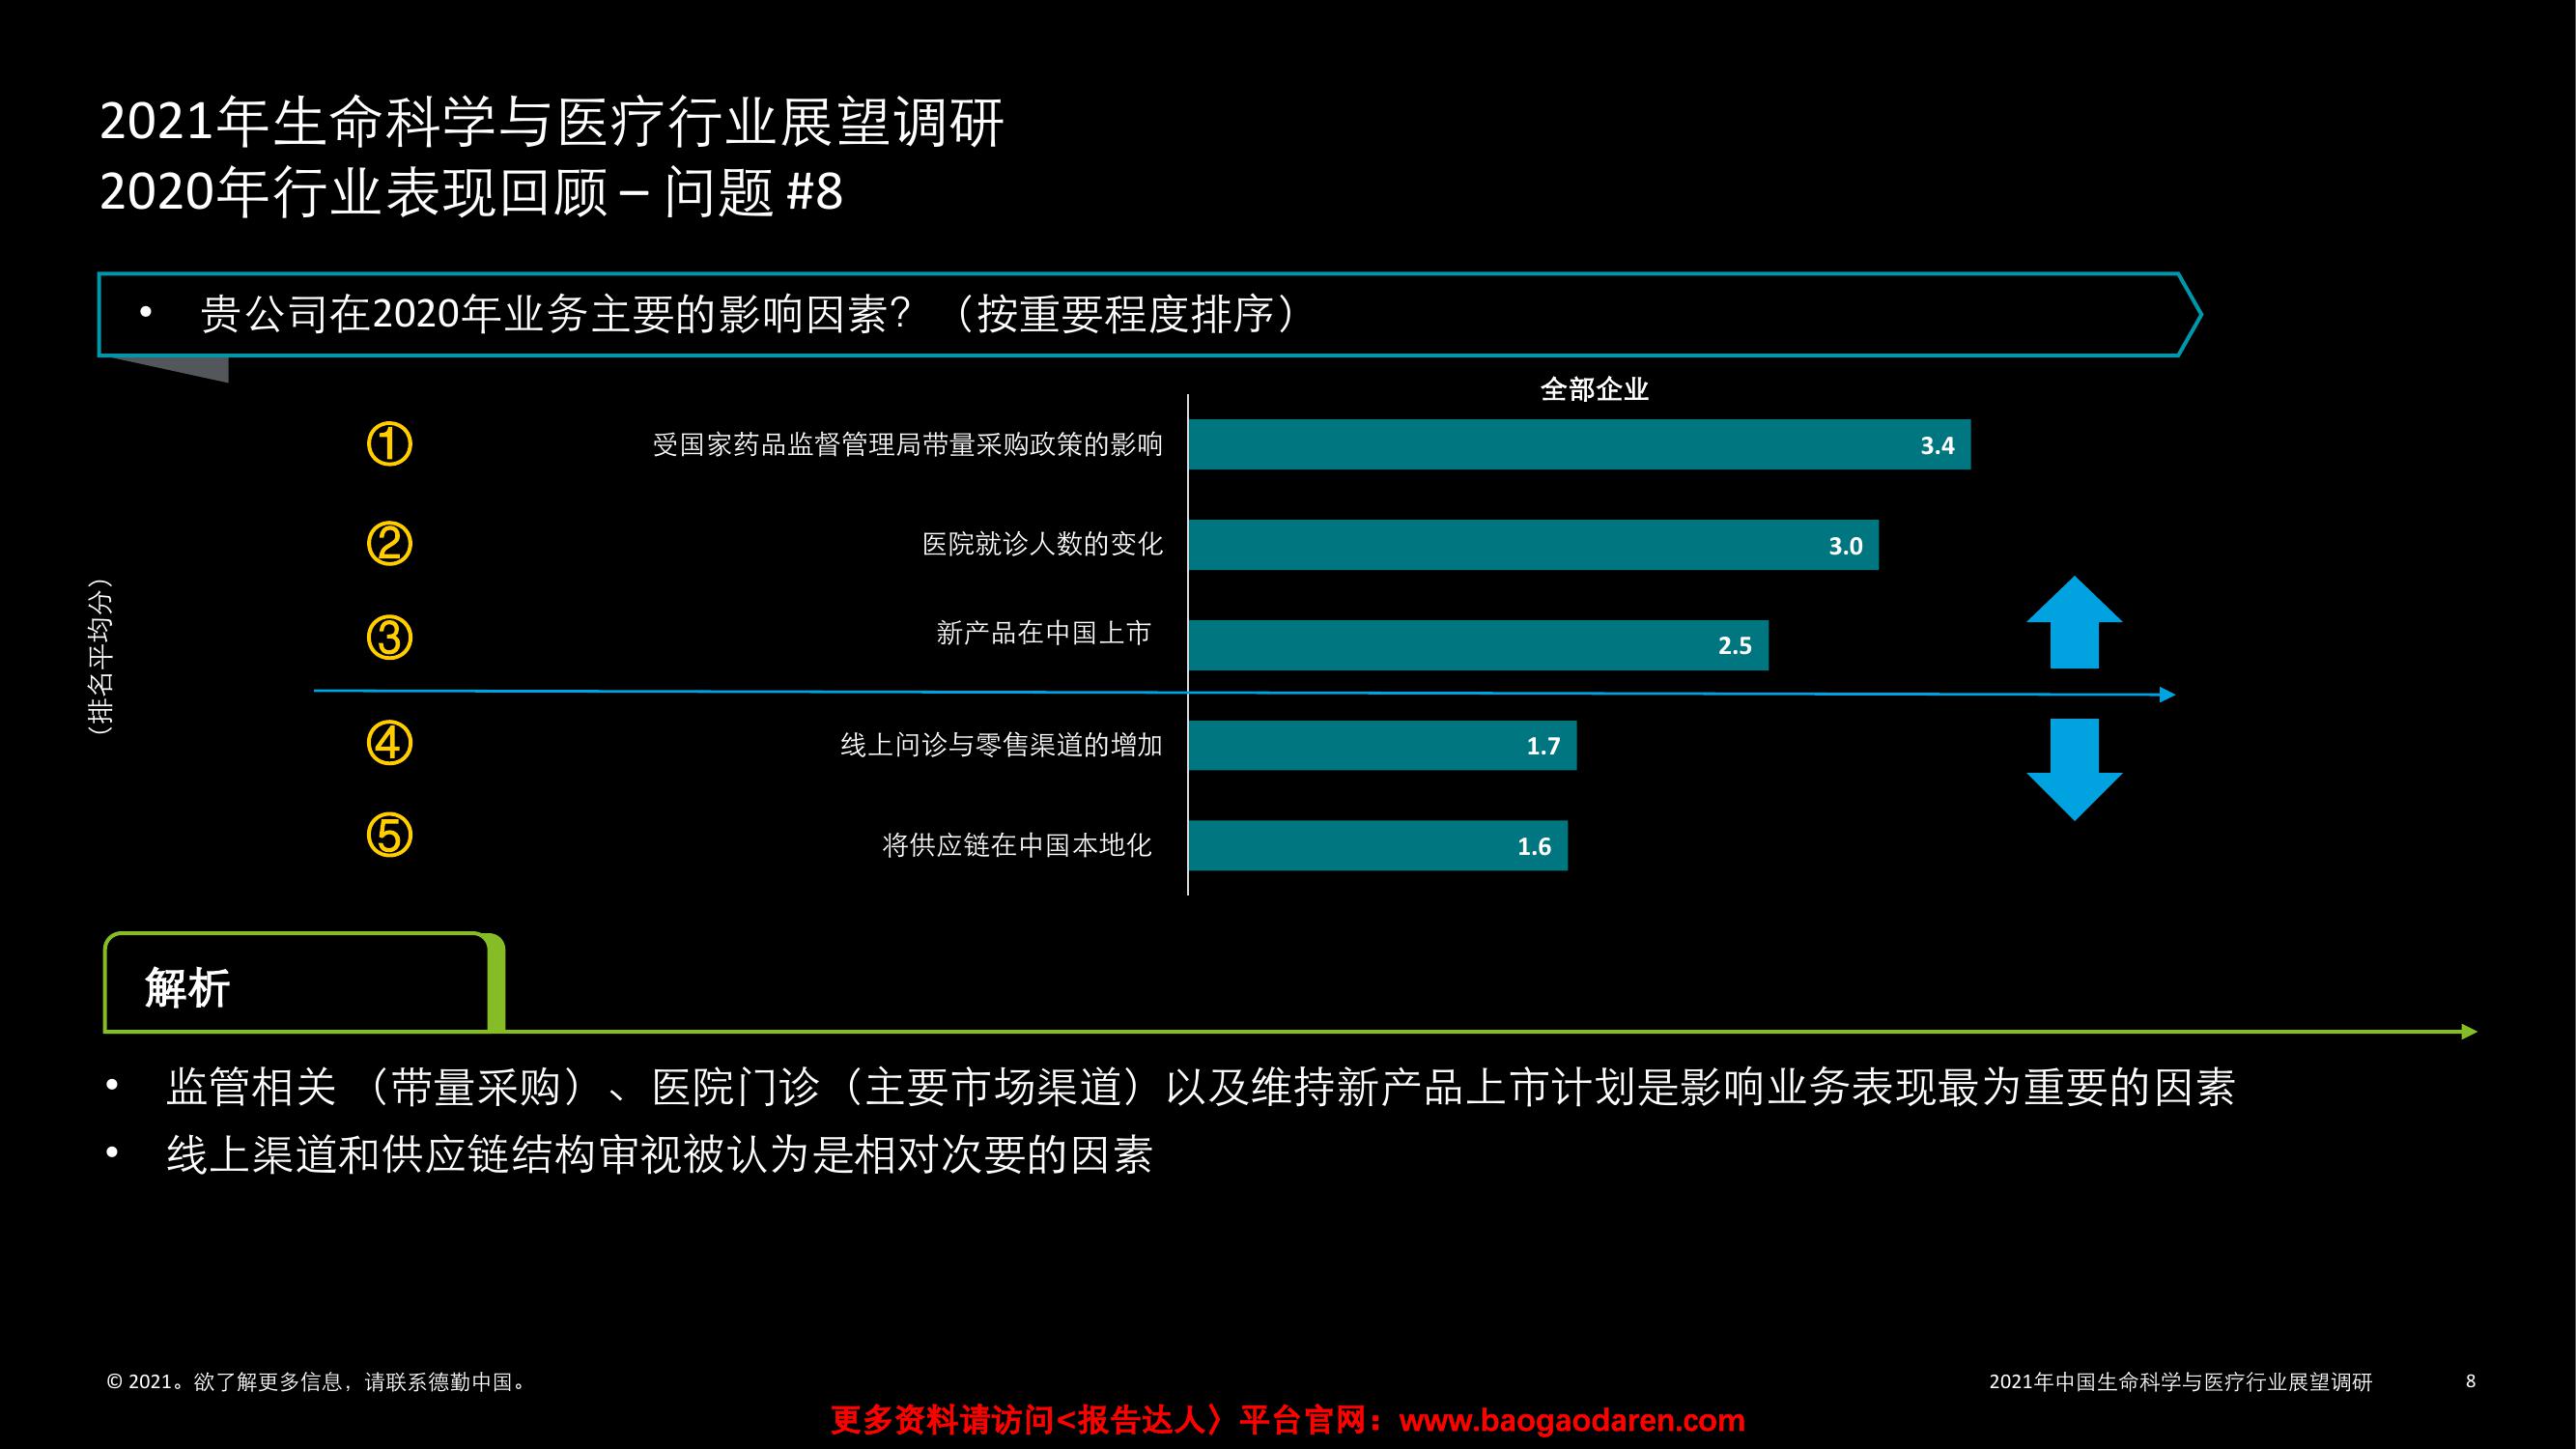 2021年生命科学与医疗行业展望调研
2020年行业表现回顾 – 问题 #8
• 贵公司在2020年业务主要的影响因素？（按重要程度排序）
全部企业
（排名平均分）
① 受国家药品监督管理局带量采购政策的影响 3.4
② 医院就诊人数的变化 3.0
③ 新产品在中国上市 2.5
④ 线上问诊与零售渠道的增加 1.7
⑤ 将供应链在中国本地化 1.6
解析
• 监管相关 （带量采购）、医院门诊（主要市场渠道）以及维持新产品上市计划是影响业务表现最为重要的因素
• 线上渠道和供应链结构审视被认为是相对次要的因素
© 2021。欲了解更多信息，请联系德勤中国。
2021年中国生命科学与医疗行业展望调研 8
更多资料请访问<报告达人〉平台官网：www.baogaodaren.com